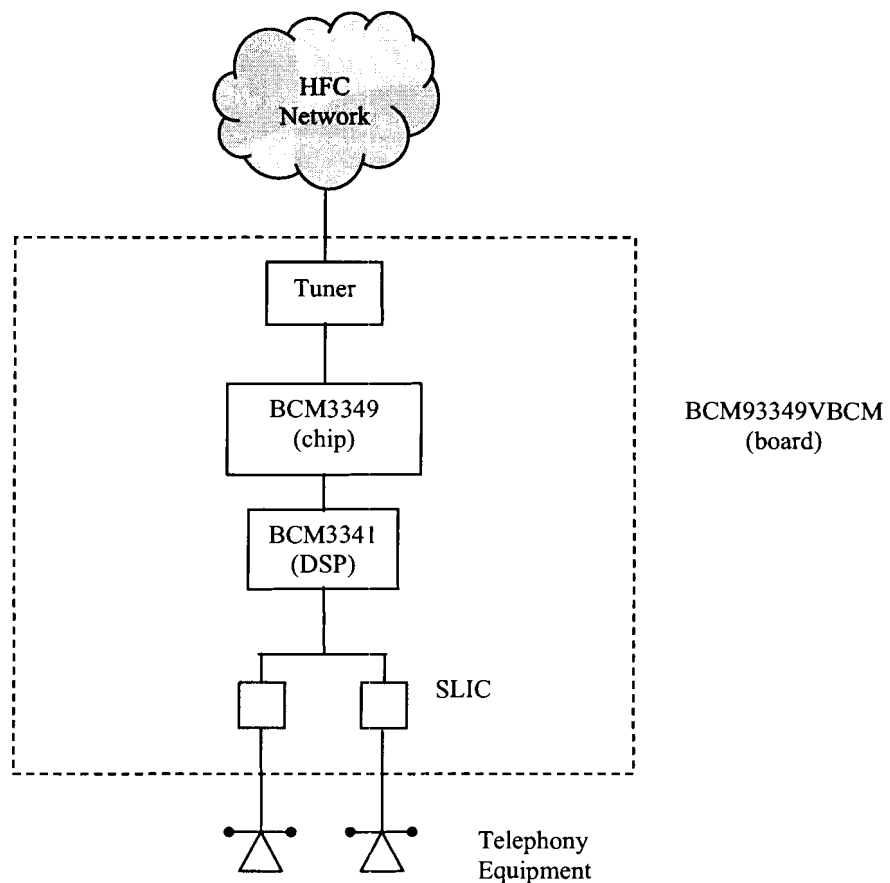 HFC
Network
Tuner
BCM3349
(chip)
BCM93349VBCM
(board)
BCM3341
(DSP)
SLIC
Telephony
Equipment